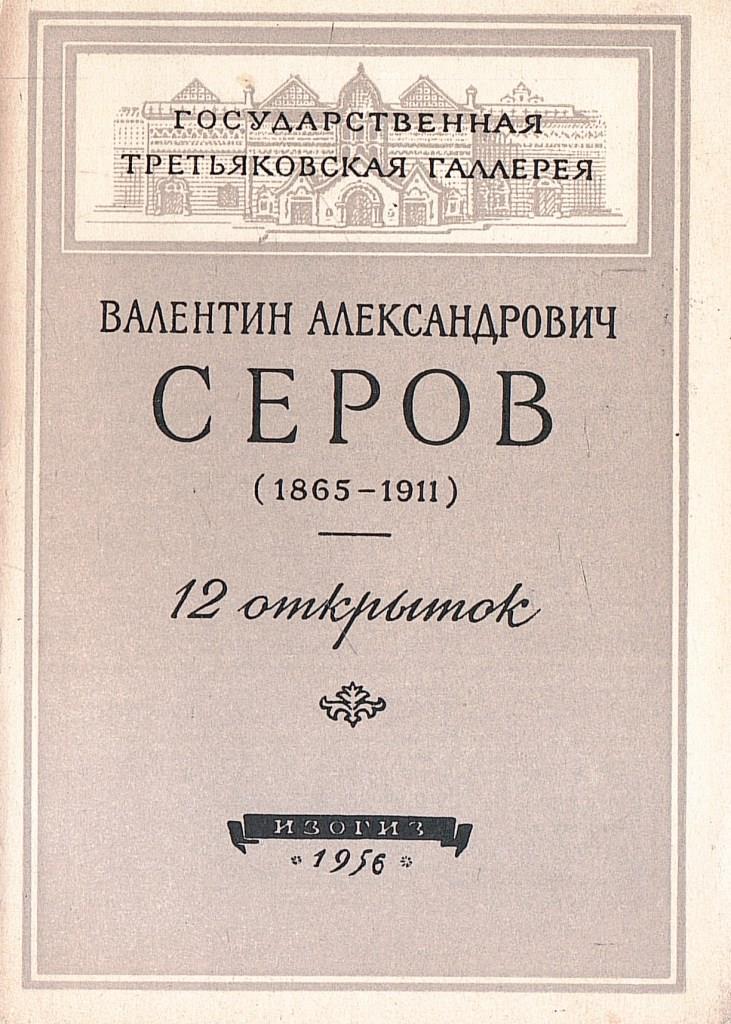 ГОСУДАРСТВЕННАЯ
ТРЕТЬЯКОВСКАЯ ГАЛЛЕРЕЯ
ВАЛЕНТИН АЛЕКСАНДРОВИЧ
СЕРОВ
(1865–1911)
12 открыток
ИЗОГИЗ
1956